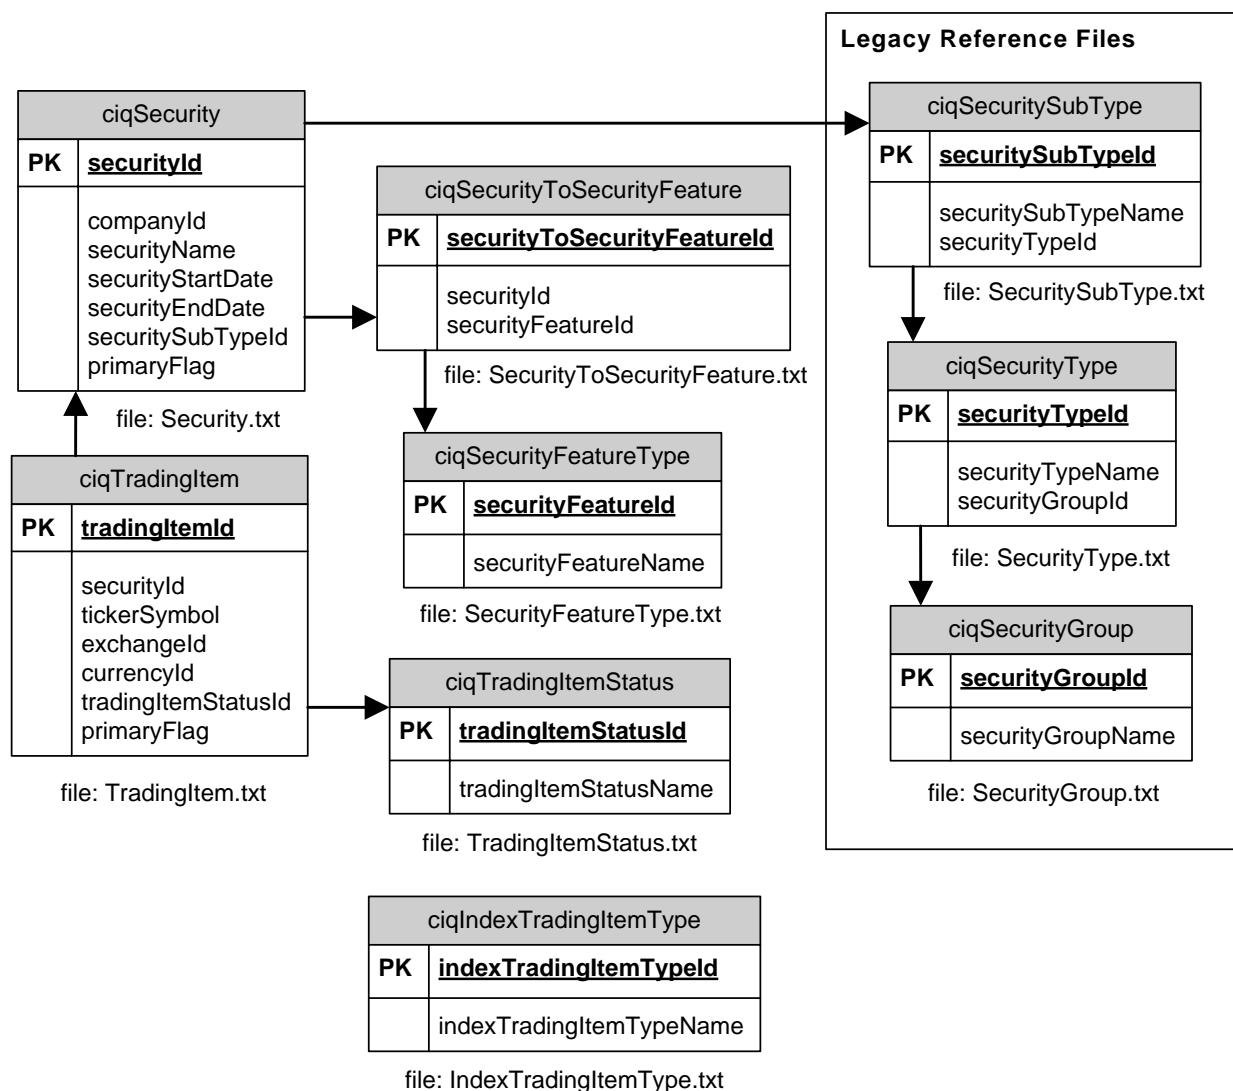 Legacy Reference Files
ciqSecurity
PK securityId
companyId
securityName
securityStartDate
securityEndDate
securitySubTypeId
primaryFlag
file: Security.txt
ciqTradingItem
PK tradingItemId
securityId
tickerSymbol
exchangeId
currencyId
tradingItemStatusId
primaryFlag
file: TradingItem.txt
ciqSecurityToSecurityFeature
PK securityToSecurityFeatureId
securityId
securityFeatureId
file: SecurityToSecurityFeature.txt
ciqSecurityFeatureType
PK securityFeatureId
securityFeatureName
file: SecurityFeatureType.txt
ciqTradingItemStatus
PK tradingItemStatusId
tradingItemStatusName
file: TradingItemStatus.txt
ciqIndexTradingItemType
PK indexTradingItemTypeId
indexTradingItemTypeName
file: IndexTradingItemType.txt
ciqSecuritySubType
PK securitySubTypeId
securitySubTypeName
securityTypeId
file: SecuritySubType.txt
ciqSecurityType
PK securityTypeId
securityTypeName
securityGroupId
file: SecurityType.txt
ciqSecurityGroup
PK securityGroupId
securityGroupName
file: SecurityGroup.txt